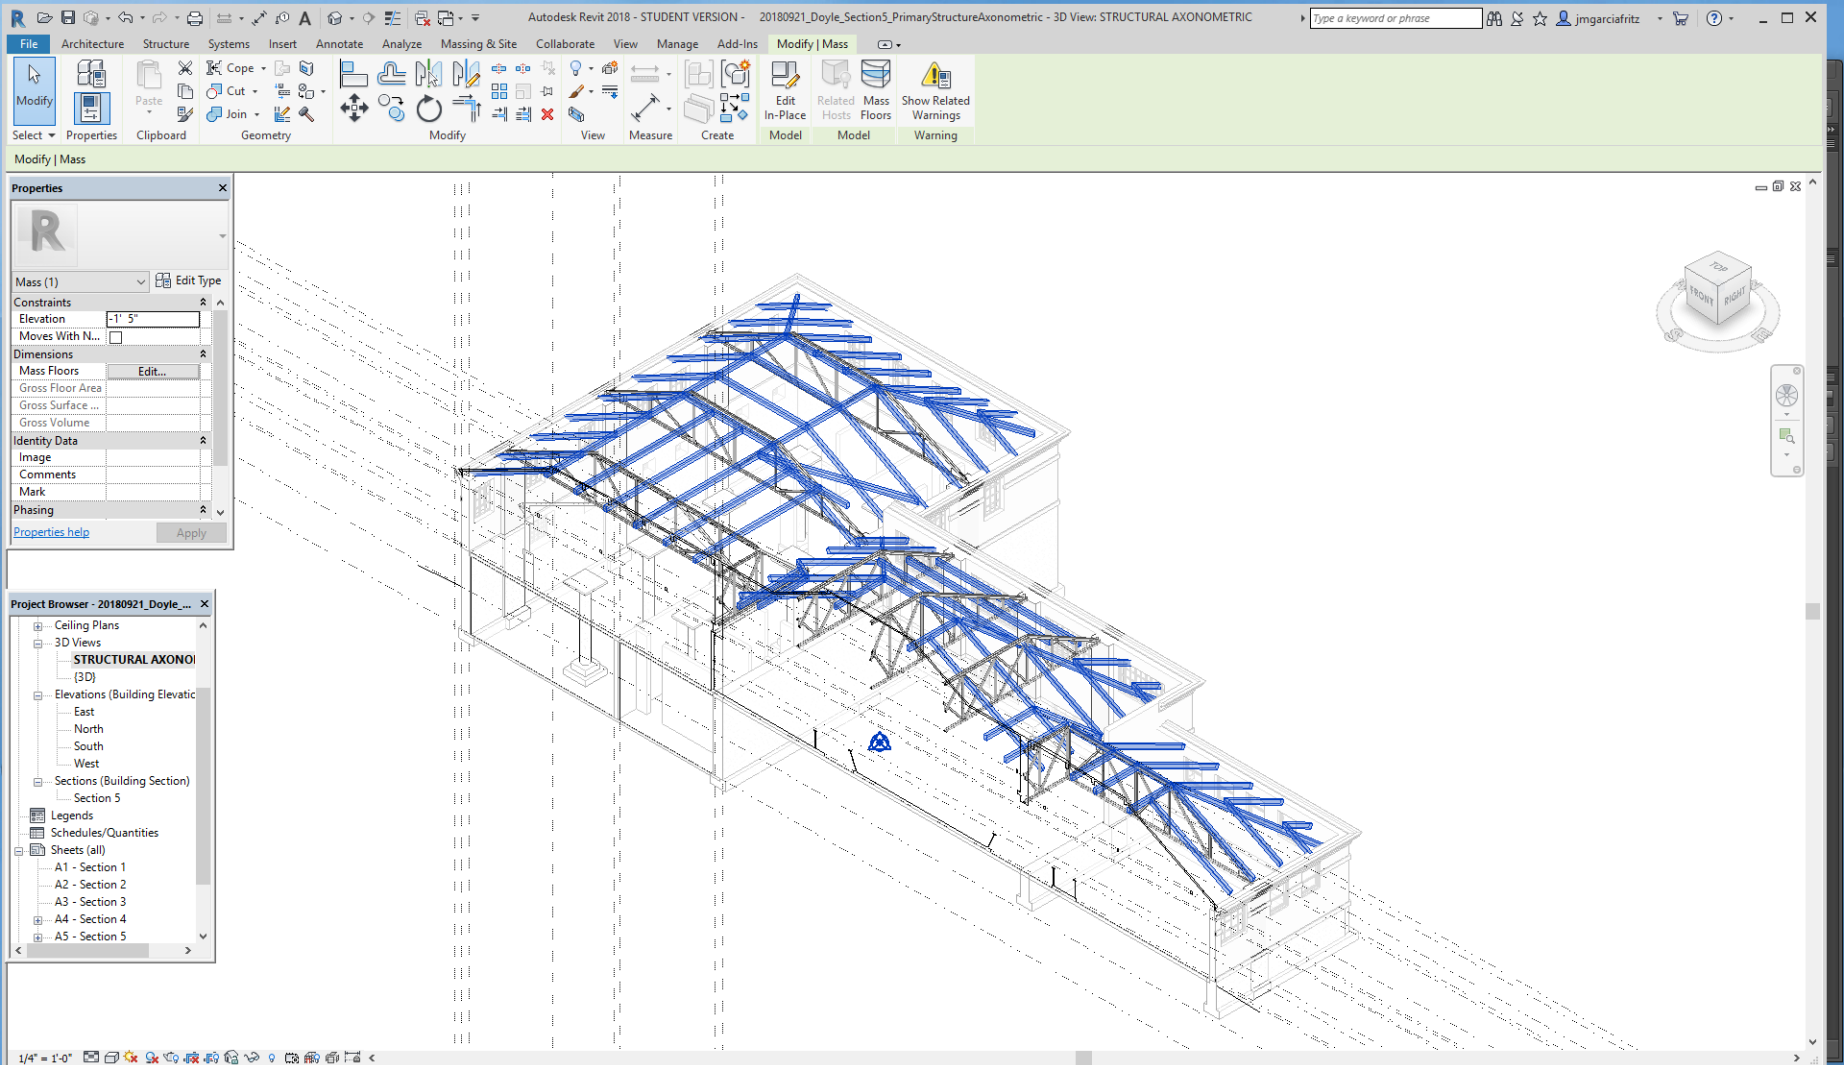 Autodesk Revit 2018 - STUDENT VERSION - 20180921_Doyle_Section5_PrimaryStructureAxonometric - 3D View: STRUCTURAL AXONOMETRIC
Type a keyword or phrase
jmgarciafritz
File Architecture Structure Systems Insert Annotate Analyze Massing & Site Collaborate View Manage Add-Ins Modify | Mass
Modify
Paste
Cope
Cut
Join
Edit In-Place
Related Hosts
Mass Floors
Show Related Warnings
Select Properties Clipboard Geometry Modify View Measure Create Model Model Warning
Modify | Mass
Properties
R
Mass (1)
Edit Type
Constraints
Elevation -1' 5"
Moves With N...
Dimensions
Mass Floors Edit...
Gross Floor Area
Gross Surface ...
Gross Volume
Identity Data
Image
Comments
Mark
Phasing
Properties help
Apply
Project Browser - 20180921_Doyle_...
Ceiling Plans
3D Views
STRUCTURAL AXONO
{3D}
Elevations (Building Elevatic
East
North
South
West
Sections (Building Section)
Section 5
Legends
Schedules/Quantities
Sheets (all)
A1 - Section 1
A2 - Section 2
A3 - Section 3
A4 - Section 4
A5 - Section 5
TOP
FRONT
RIGHT
1/4" = 1'-0"